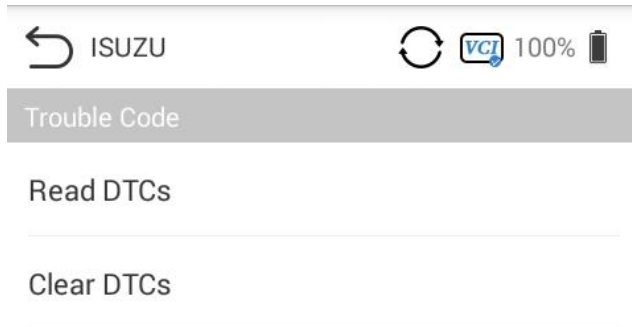 ISUZU VCI 100%
Trouble Code
Read DTCs
Clear DTCs